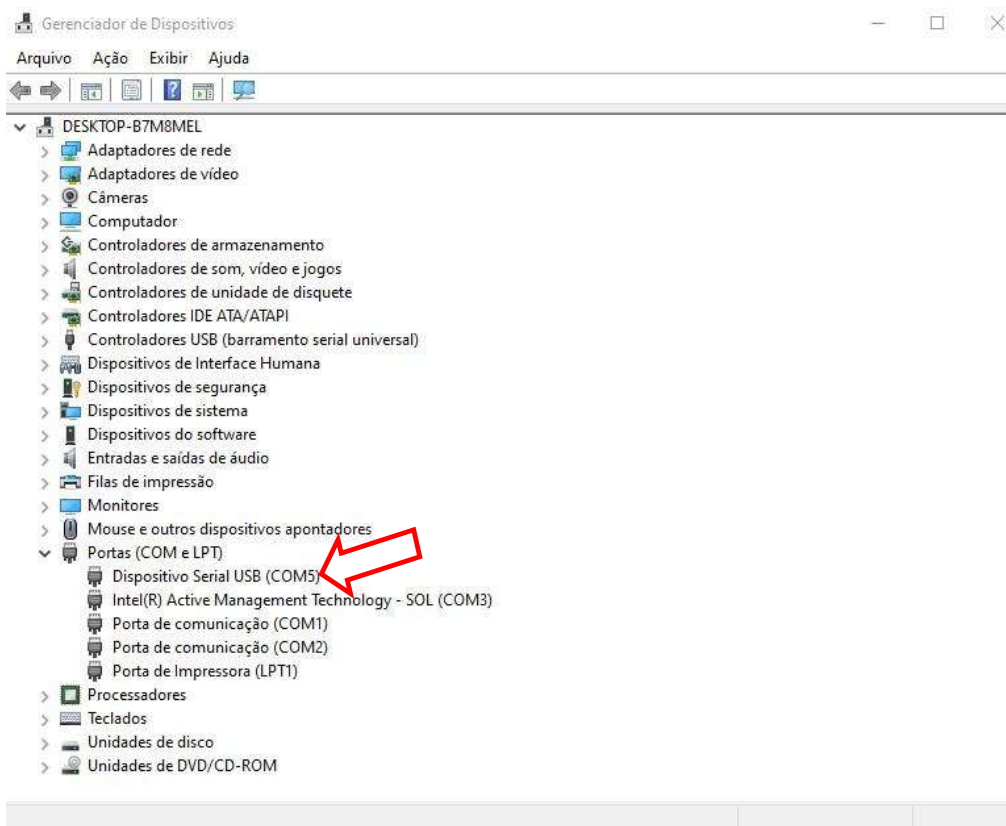 Gerenciador de Dispositivos
Arquivo Ação Exibir Ajuda
DESKTOP-B7M8MEL
Adaptadores de rede
Adaptadores de vídeo
Câmeras
Computador
Controladores de armazenamento
Controladores de som, vídeo e jogos
Controladores de unidade de disquete
Controladores IDE ATA/ATAPI
Controladores USB (barramento serial universal)
Dispositivos de Interface Humana
Dispositivos de segurança
Dispositivos de sistema
Dispositivos do software
Entradas e saídas de áudio
Filas de impressão
Monitores
Mouse e outros dispositivos apontadores
Portas (COM e LPT)
Dispositivo Serial USB (COM5)
Intel(R) Active Management Technology - SOL (COM3)
Porta de comunicação (COM1)
Porta de comunicação (COM2)
Porta de Impressora (LPT1)
Processadores
Teclados
Unidades de disco
Unidades de DVD/CD-ROM